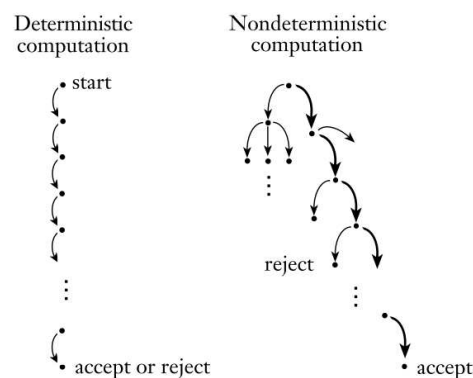 Deterministic
computation
Nondeterministic
computation
start
reject
accept or reject
accept